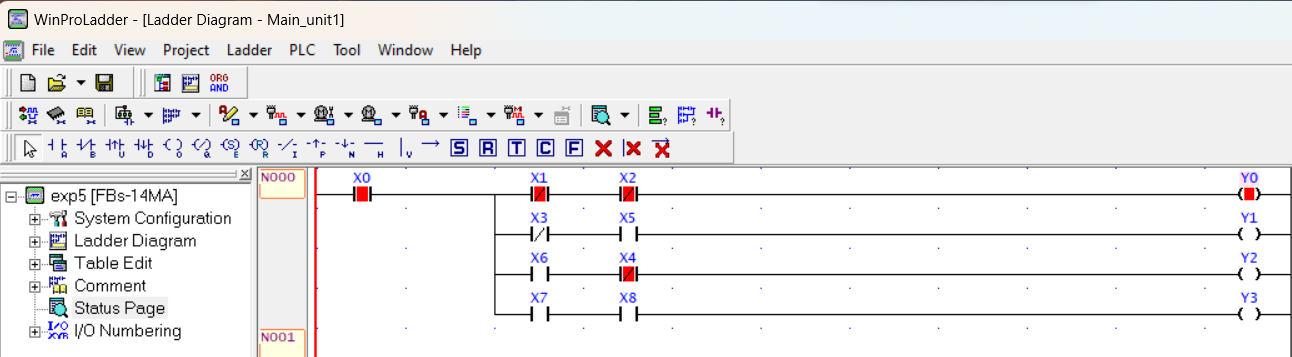 WinProLadder - [Ladder Diagram - Main_unit1]
File Edit View Project Ladder PLC Tool Window Help
ORG
AND
A B U D O Q E R I P N H V S R T C F
N000
X0 X1 X2 Y0
exp5 [FBs-14MA]
System Configuration
X3 X5 Y1
Ladder Diagram
Table Edit
X6 X4 Y2
Comment
Status Page
X7 X8 Y3
I/O Numbering
N001